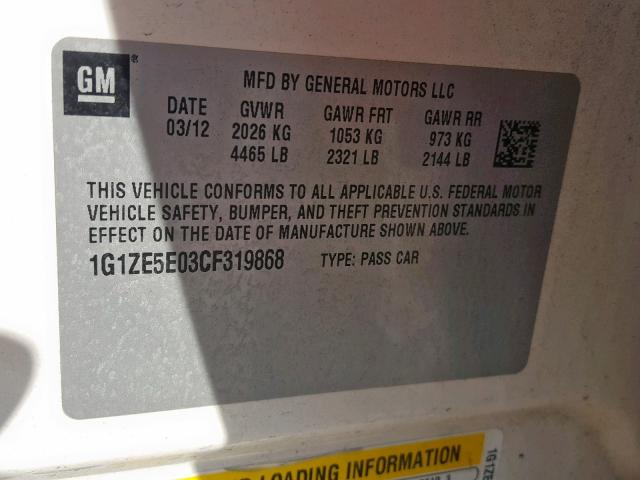 GM®
MFD BY GENERAL MOTORS LLC
DATE GVWR GAWR FRT GAWR RR
03/12 2026 KG 1053 KG 973 KG
4465 LB 2321 LB 2144 LB
THIS VEHICLE CONFORMS TO ALL APPLICABLE U.S. FEDERAL MOTOR
VEHICLE SAFETY, BUMPER, AND THEFT PREVENTION STANDARDS IN
EFFECT ON THE DATE OF MANUFACTURE SHOWN ABOVE.
1G1ZE5E03CF319868 TYPE: PASS CAR
LOADING INFORMATION
1G1ZE